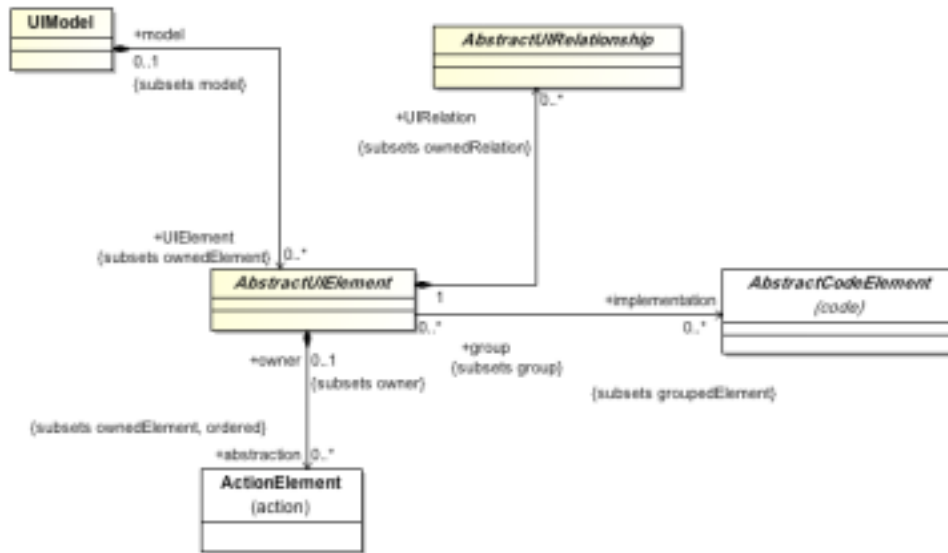 UIModel
+model
0..1
{subsets model}
AbstractUIRelationship
0..*
+UIRelation
{subsets ownedRelation}
+UIElement
{subsets ownedElement}
0..*
AbstractUIElement
1
+implementation
0..*
0..*
AbstractCodeElement
(code)
+group
{subsets group}
{subsets groupedElement}
+owner
0..1
{subsets owner}
{subsets ownedElement, ordered}
+abstraction
0..*
ActionElement
(action)